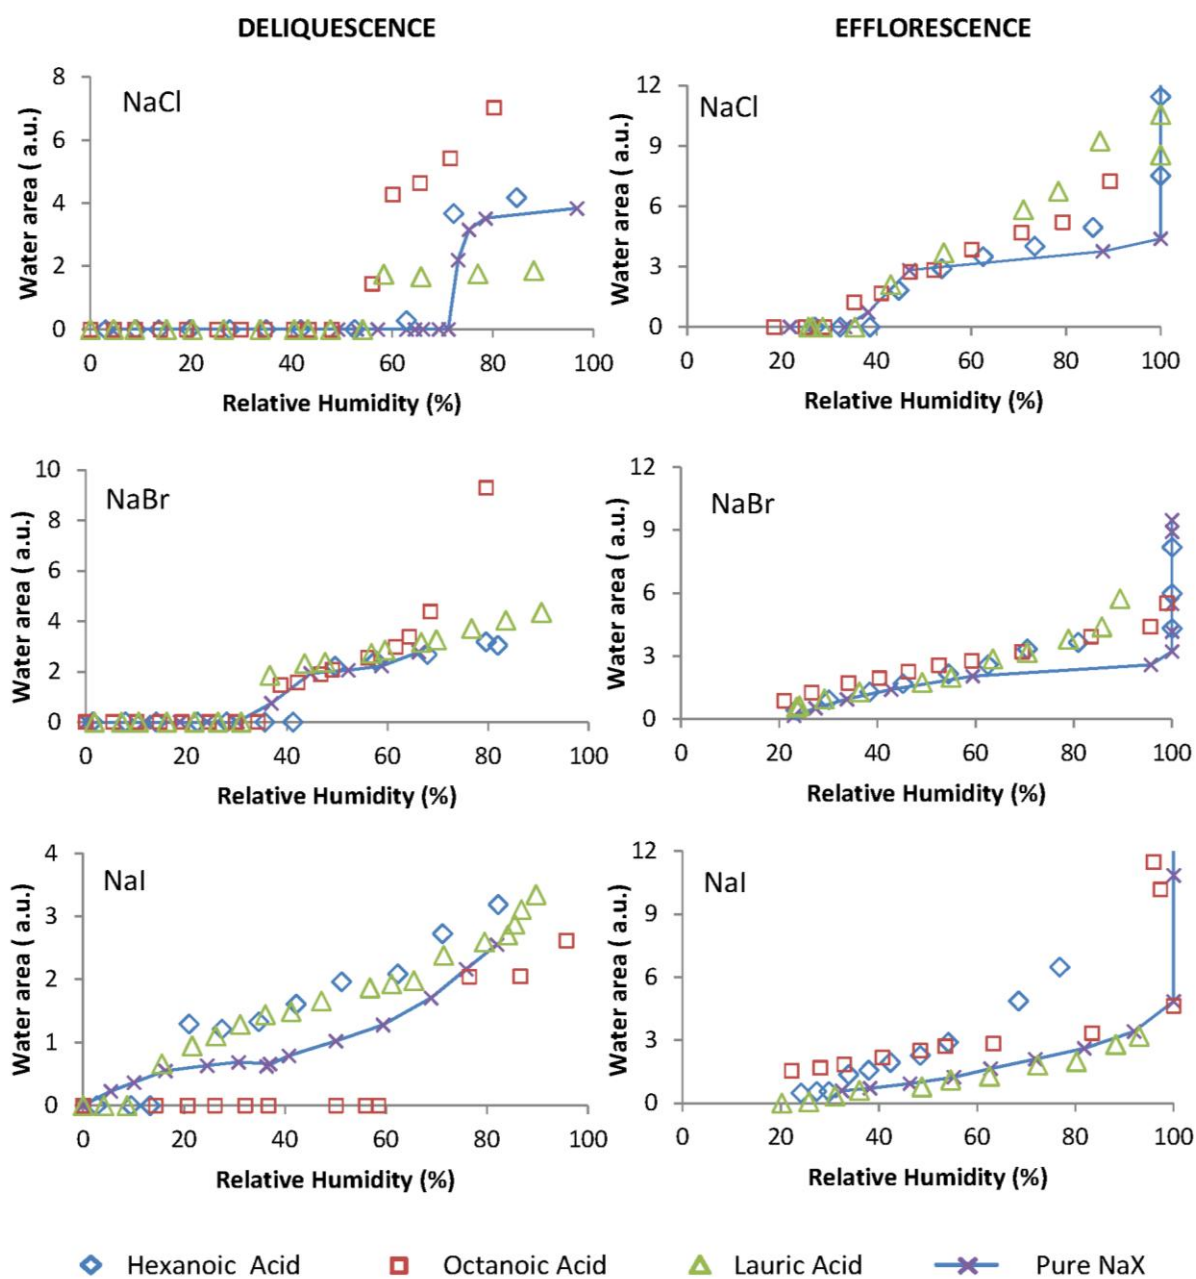 DELIQUESCENCE
EFFLORESCENCE
8
6
4
2
0
Water area ( a.u.)
NaCl
0 20 40 60 80 100
Relative Humidity (%)
12
9
6
3
0
Water area ( a.u.)
NaCl
0 20 40 60 80 100
Relative Humidity (%)
10
8
6
4
2
0
Water area ( a.u.)
NaBr
0 20 40 60 80 100
Relative Humidity (%)
12
9
6
3
0
Water area ( a.u.)
NaBr
0 20 40 60 80 100
Relative Humidity (%)
4
3
2
1
0
Water area ( a.u.)
NaI
0 20 40 60 80 100
Relative Humidity (%)
12
9
6
3
0
Water area (a.u.)
NaI
0 20 40 60 80 100
Relative Humidity (%)
Hexanoic Acid Octanoic Acid Lauric Acid Pure NaX